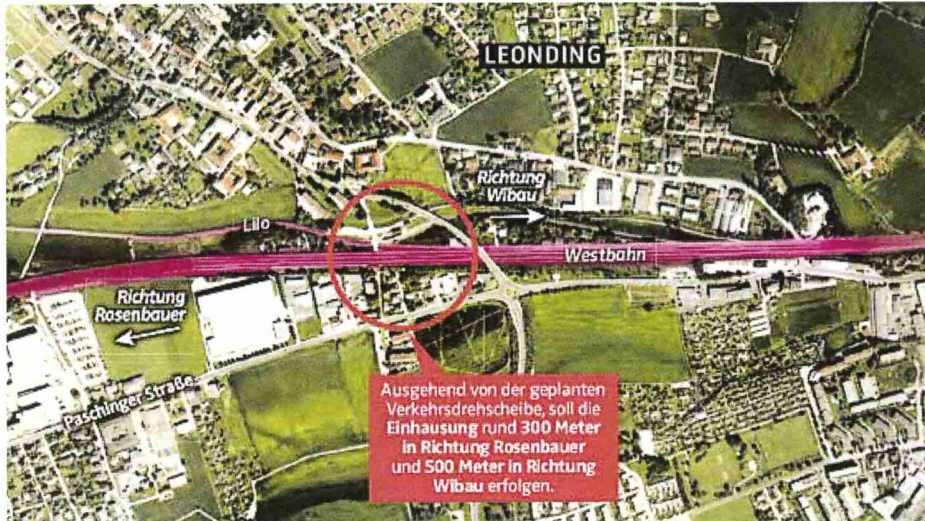 LEONDING
Richtung
Wibau
Lilo
Westbahn
Richtung
Rosenbauer
Paschinger Straße
Ausgehend von der geplanten
Verkehrsdrehscheibe, soll die
Einhausung rund 300 Meter
in Richtung Rosenbauer
und 500 Meter in Richtung
Wibau erfolgen.